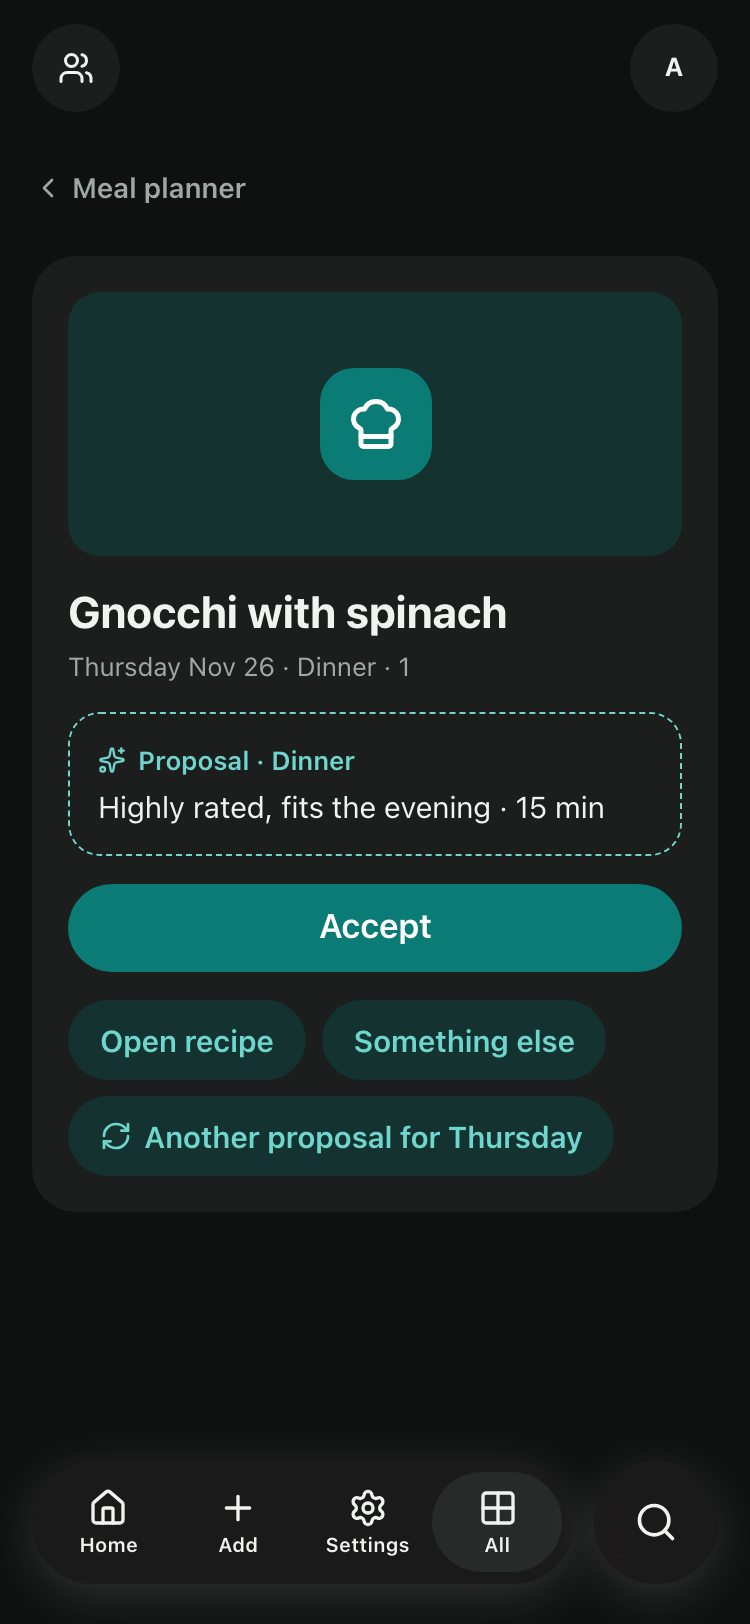 A
Meal planner
Gnocchi with spinach
Thursday Nov 26 · Dinner · 1
Proposal · Dinner
Highly rated, fits the evening · 15 min
Accept
Open recipe
Something else
Another proposal for Thursday
Home
Add
Settings
All